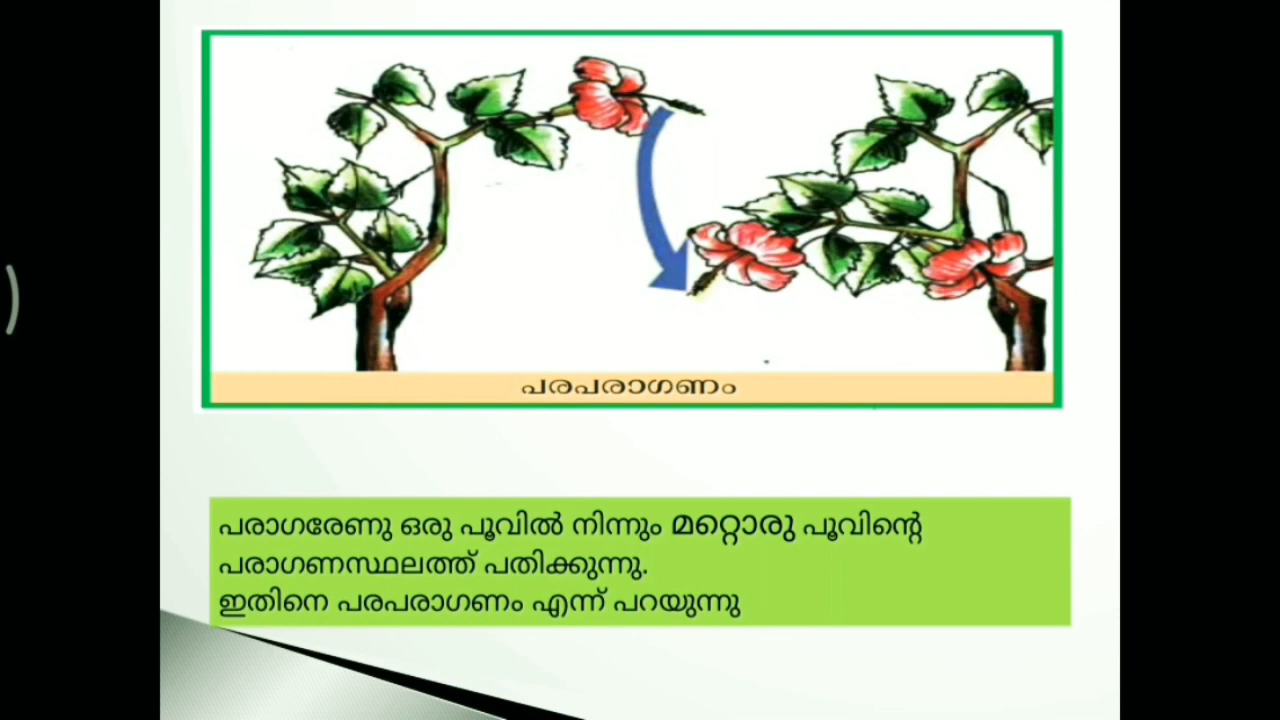 പരപരാഗണം
പരാഗരേണു ഒരു പൂവിൽ നിന്നും മറ്റൊരു പൂവിന്റെ
പരാഗണസ്ഥലത്ത് പതിക്കുന്നു.
ഇതിനെ പരപരാഗണം എന്ന് പറയുന്നു